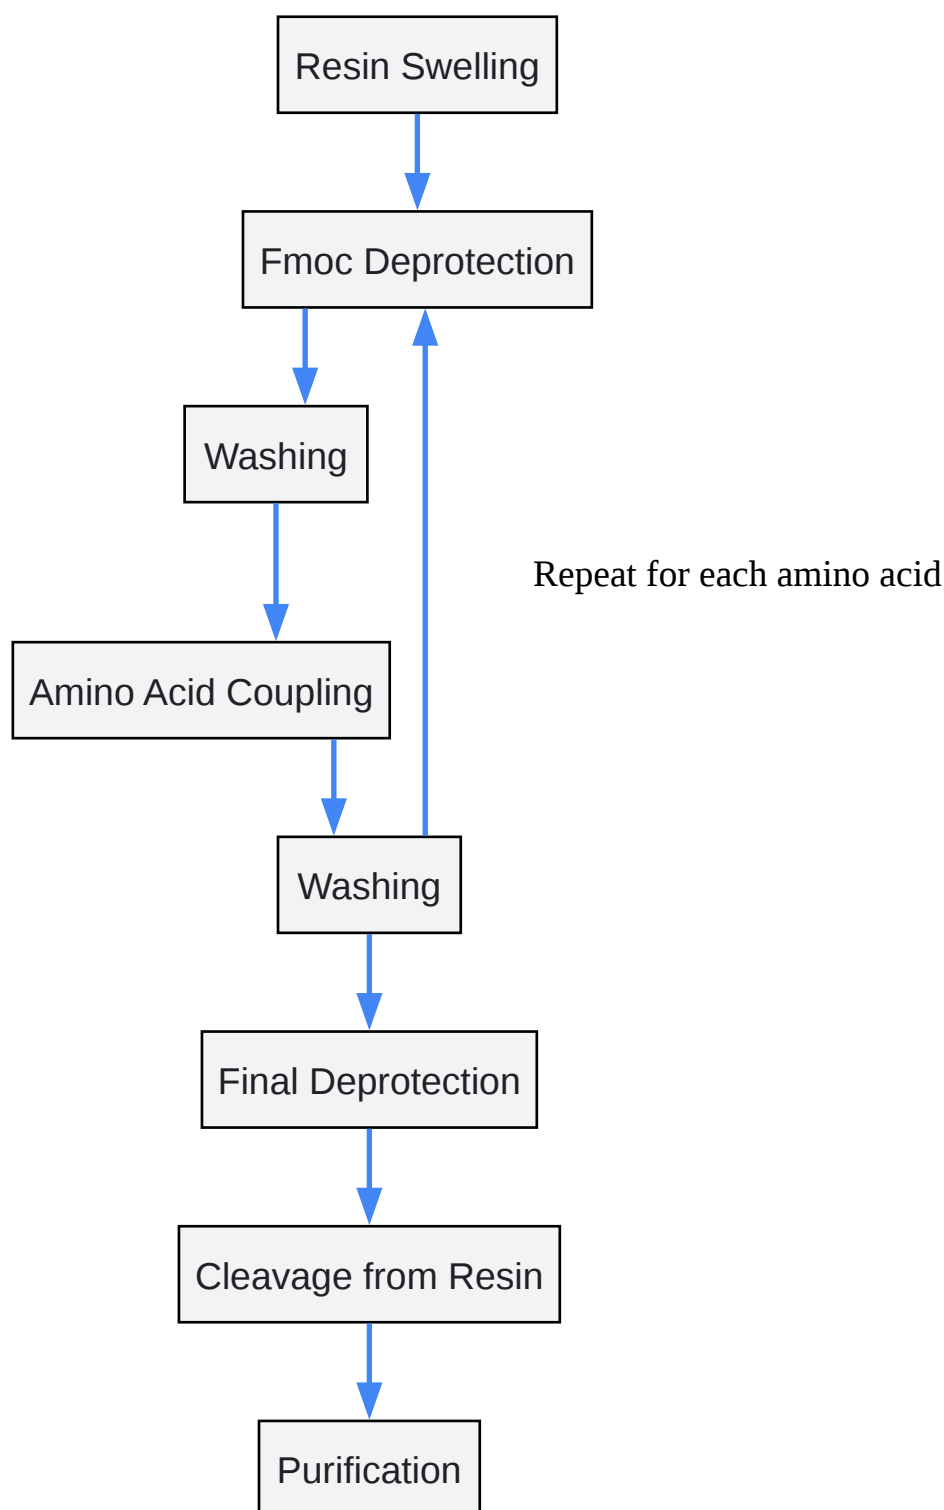 Resin Swelling
Fmoc Deprotection
Washing
Repeat for each amino acid
Amino Acid Coupling
Washing
Final Deprotection
Cleavage from Resin
Purification